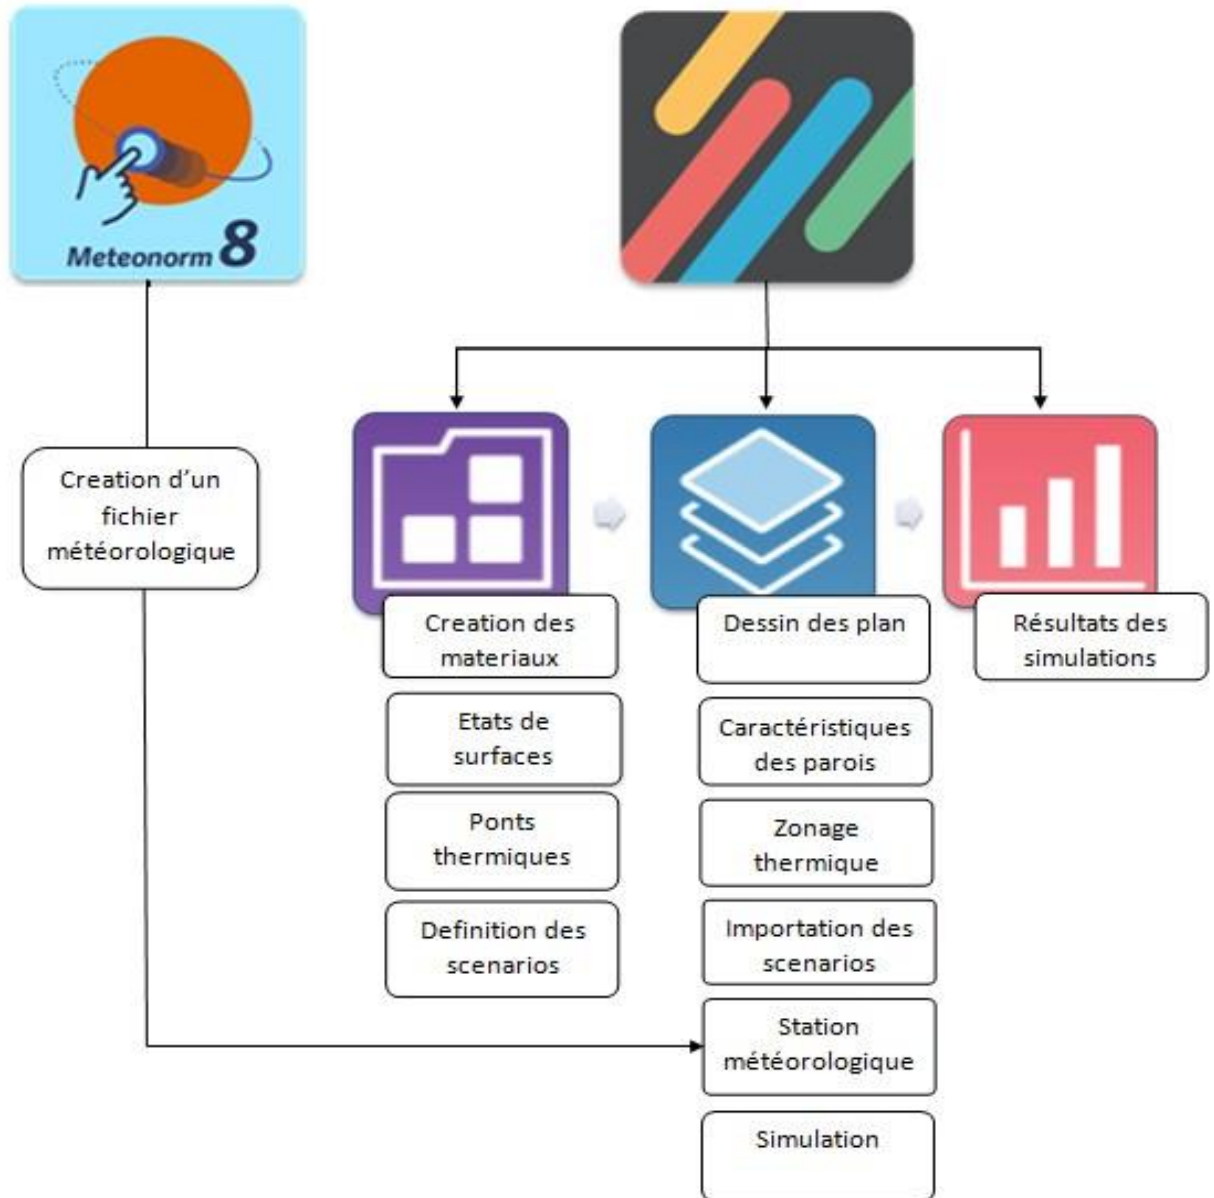 Meteonorm 8
Creation d'un
fichier
météorologique
Creation des
materiaux
Etats de
surfaces
Ponts
thermiques
Definition des
scenarios
Dessin des plan
Caractéristiques
des parois
Zonage
thermique
Importation des
scenarios
Station
météorologique
Simulation
Résultats des
simulations